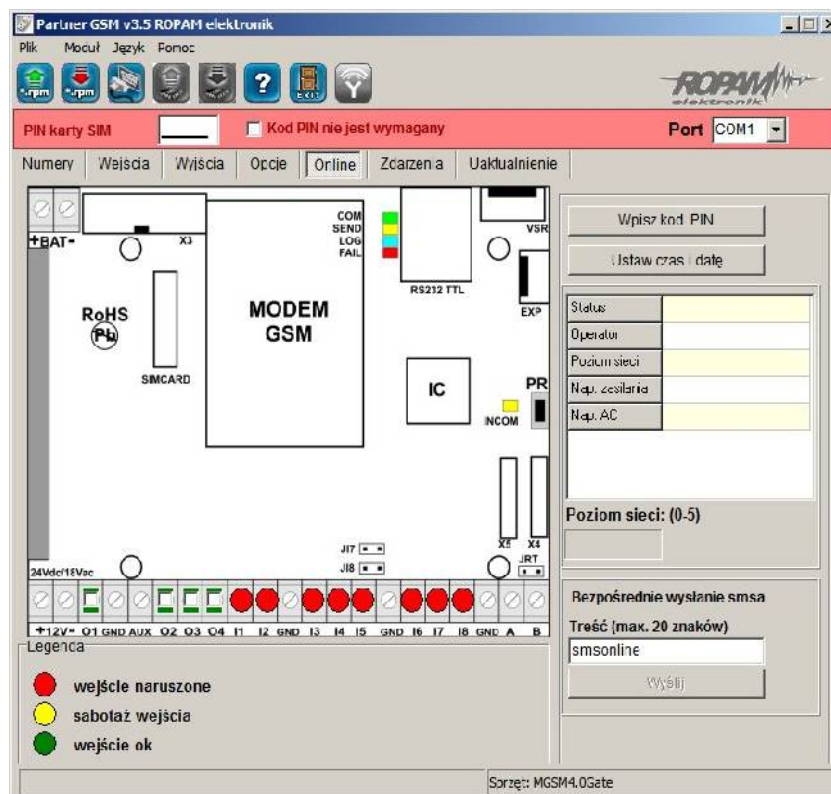 Partner GSM v3.5 ROPAM elektronik
Plik Moduł Język Pomoc
*.rpm *.rpm ? EXIT
ROPAM
elektronik
PIN karty SIM
Kod PIN nie jest wymagany
Port COM1
Numery Wejścia Wyjścia Opcje Online Zdarzenia Uaktualnienie
+BAT-
X3
COM
SEND
LOG
FAIL
RS232 TTL
VSR
EXP
RoHS
Pb
SIMCARD
MODEM
GSM
IC
PR
INCOM
X5 X4
JI7
JI8
JRT
24Vdc/18Vac
+12V- O1 GND AUX O2 O3 O4 I1 I2 GND I3 I4 I5 GND I6 I7 I8 GND A B
Wpisz kod PIN
Ustaw czas i datę
Status
Operator
Poziom sieci
Nap. zasilania
Nap. AC
Poziom sieci: (0-5)
Bezpośrednie wysłanie smsa
Treść (max. 20 znaków)
smsonline
Wyślij
Legenda
wejście naruszone
sabotaż wejścia
wejście ok
Sprzęt: MGSM4.0Gate